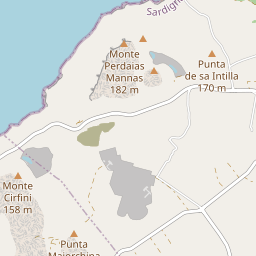 Sardign
Monte
Perdaias
Mannas
182 m
Punta
de sa Intilla
170 m
Monte
Cirfini
158 m
Punta
Maiorchina